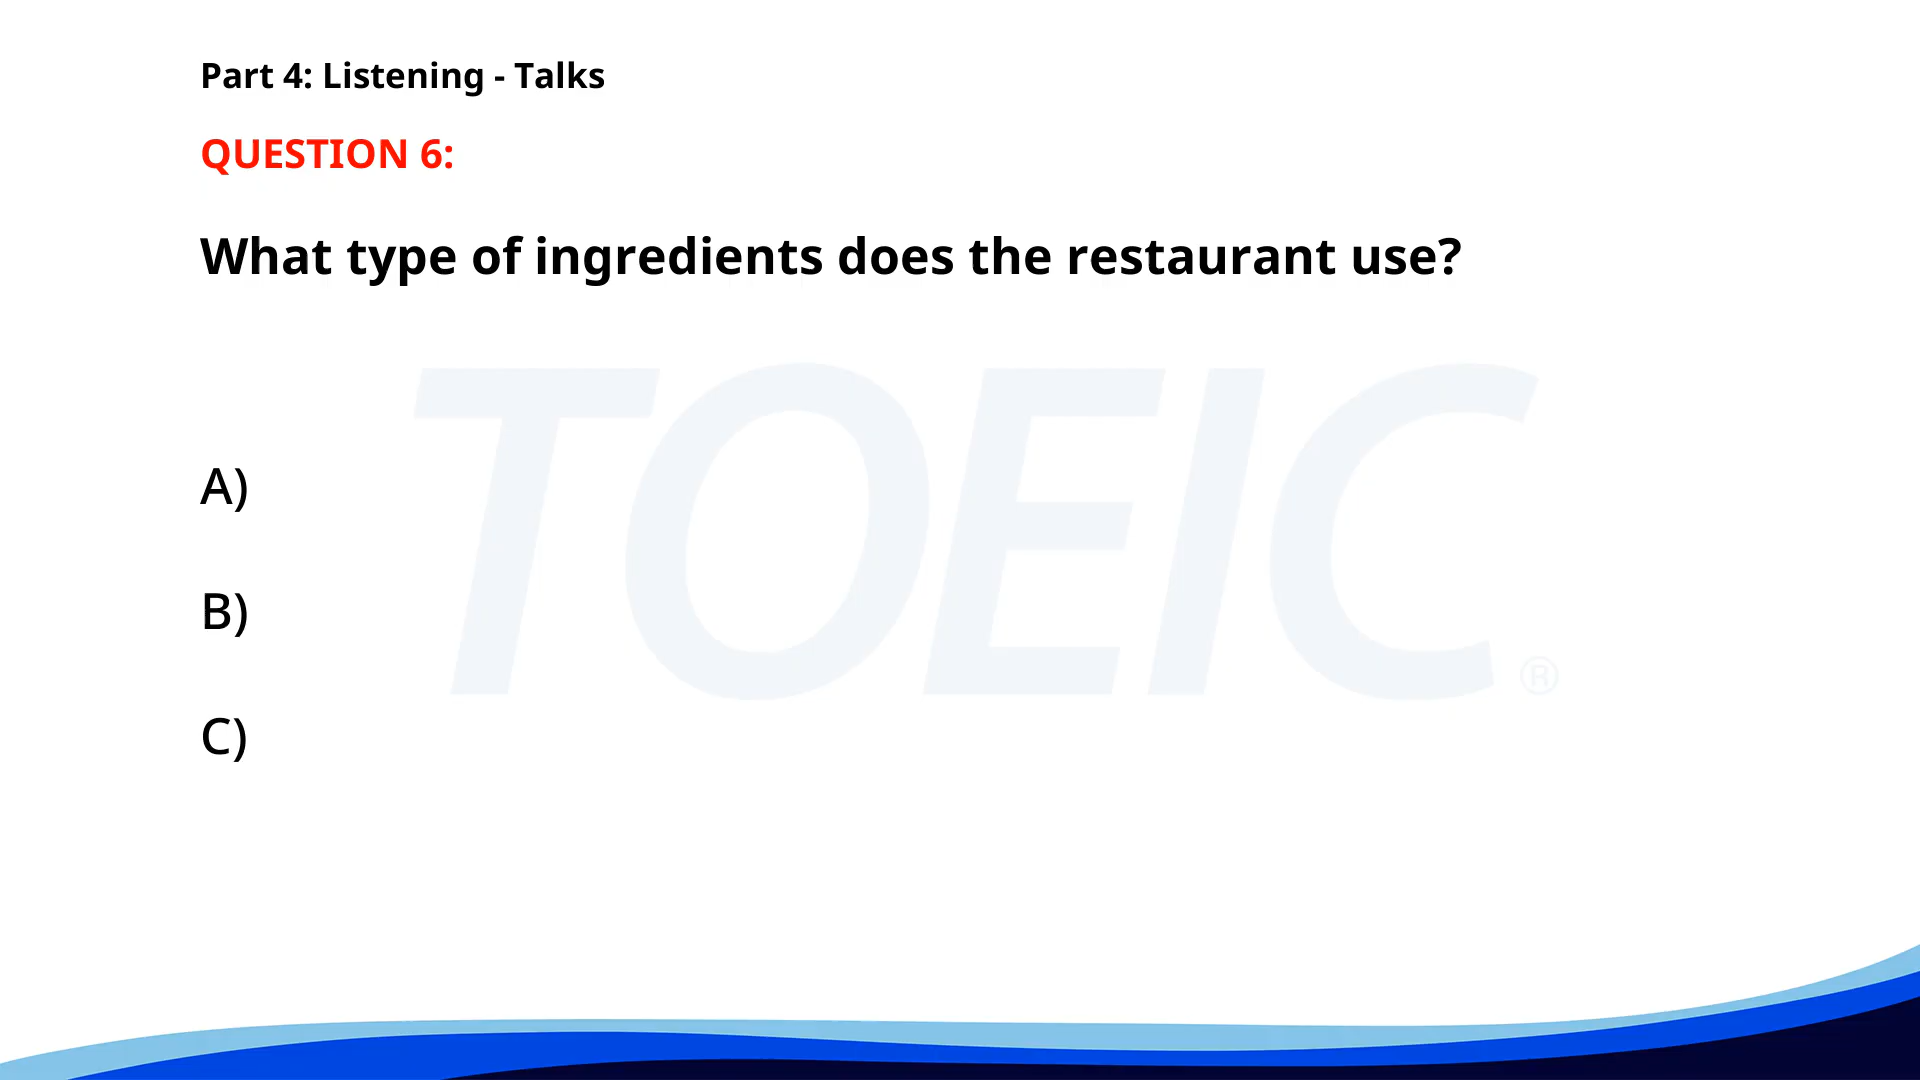 Part 4: Listening - Talks
QUESTION 6:
What type of ingredients does the restaurant use?
TOEIC®
A)
B)
C)